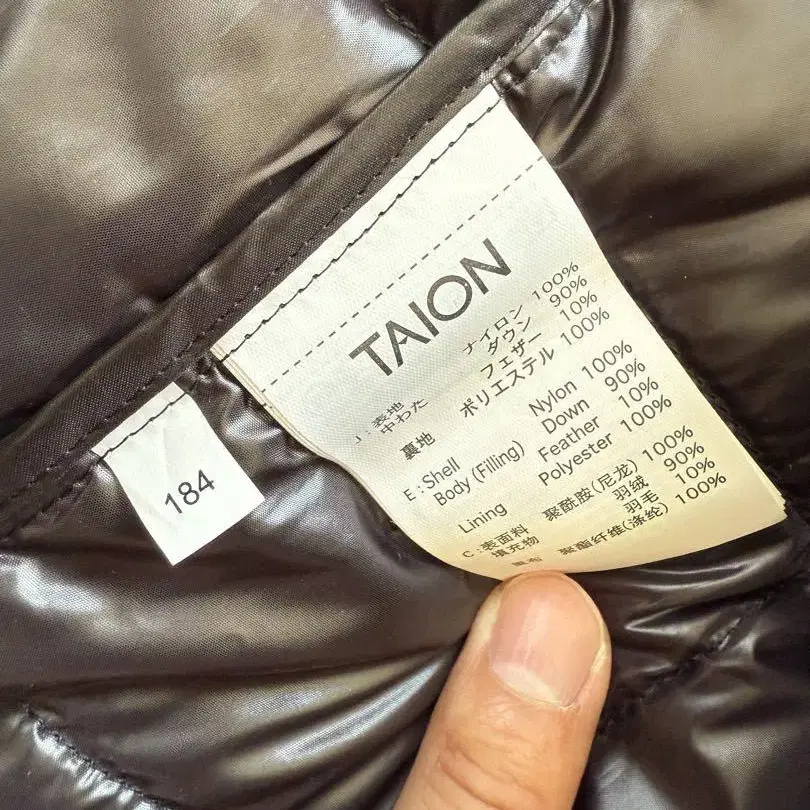 TAION
J : 表地 ナイロン 100%
中わた ダウン 90%
フェザー 10%
裏地 ポリエステル 100%
E : Shell Nylon 100%
Body (Filling) Down 90%
Feather 10%
Lining Polyester 100%
C : 表面料 聚酰胺(尼龙) 100%
填充物 羽绒 90%
羽毛 10%
聚酯纤维(涤纶) 100%
184